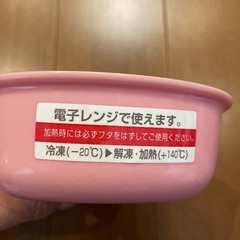 電子レンジで使えます。
加熱時には必ずフタをはずしてご使用ください。
冷凍(−20℃)▶解凍・加熱(+140℃)